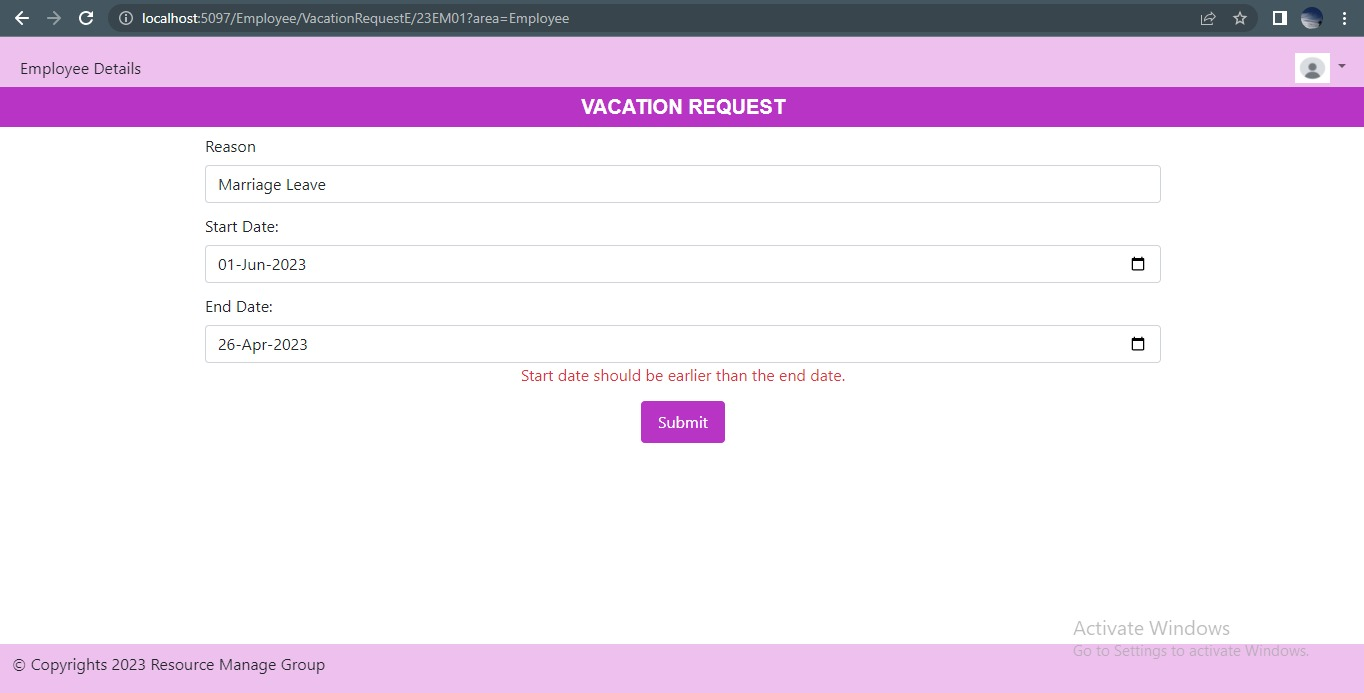 localhost:5097/Employee/VacationRequestE/23EM01?area=Employee
Employee Details
VACATION REQUEST
Reason
Marriage Leave
Start Date:
01-Jun-2023
End Date:
26-Apr-2023
Start date should be earlier than the end date.
Submit
Activate Windows
Go to Settings to activate Windows.
© Copyrights 2023 Resource Manage Group